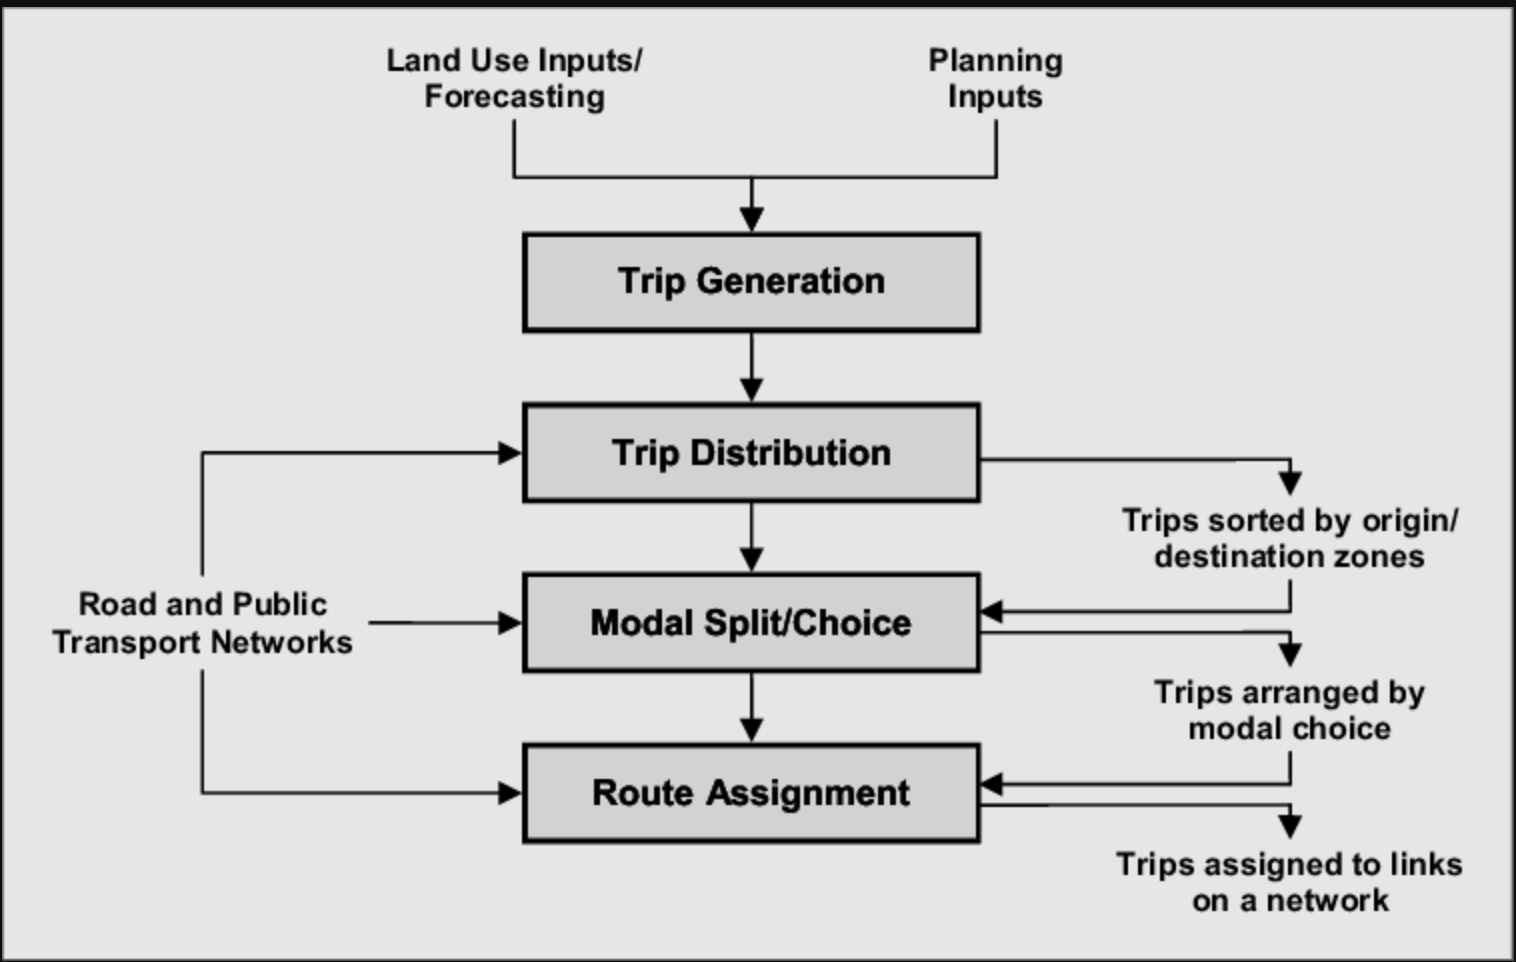 Land Use Inputs/
Forecasting
Planning
Inputs
Trip Generation
Trip Distribution
Trips sorted by origin/
destination zones
Road and Public
Transport Networks
Modal Split/Choice
Trips arranged by
modal choice
Route Assignment
Trips assigned to links
on a network